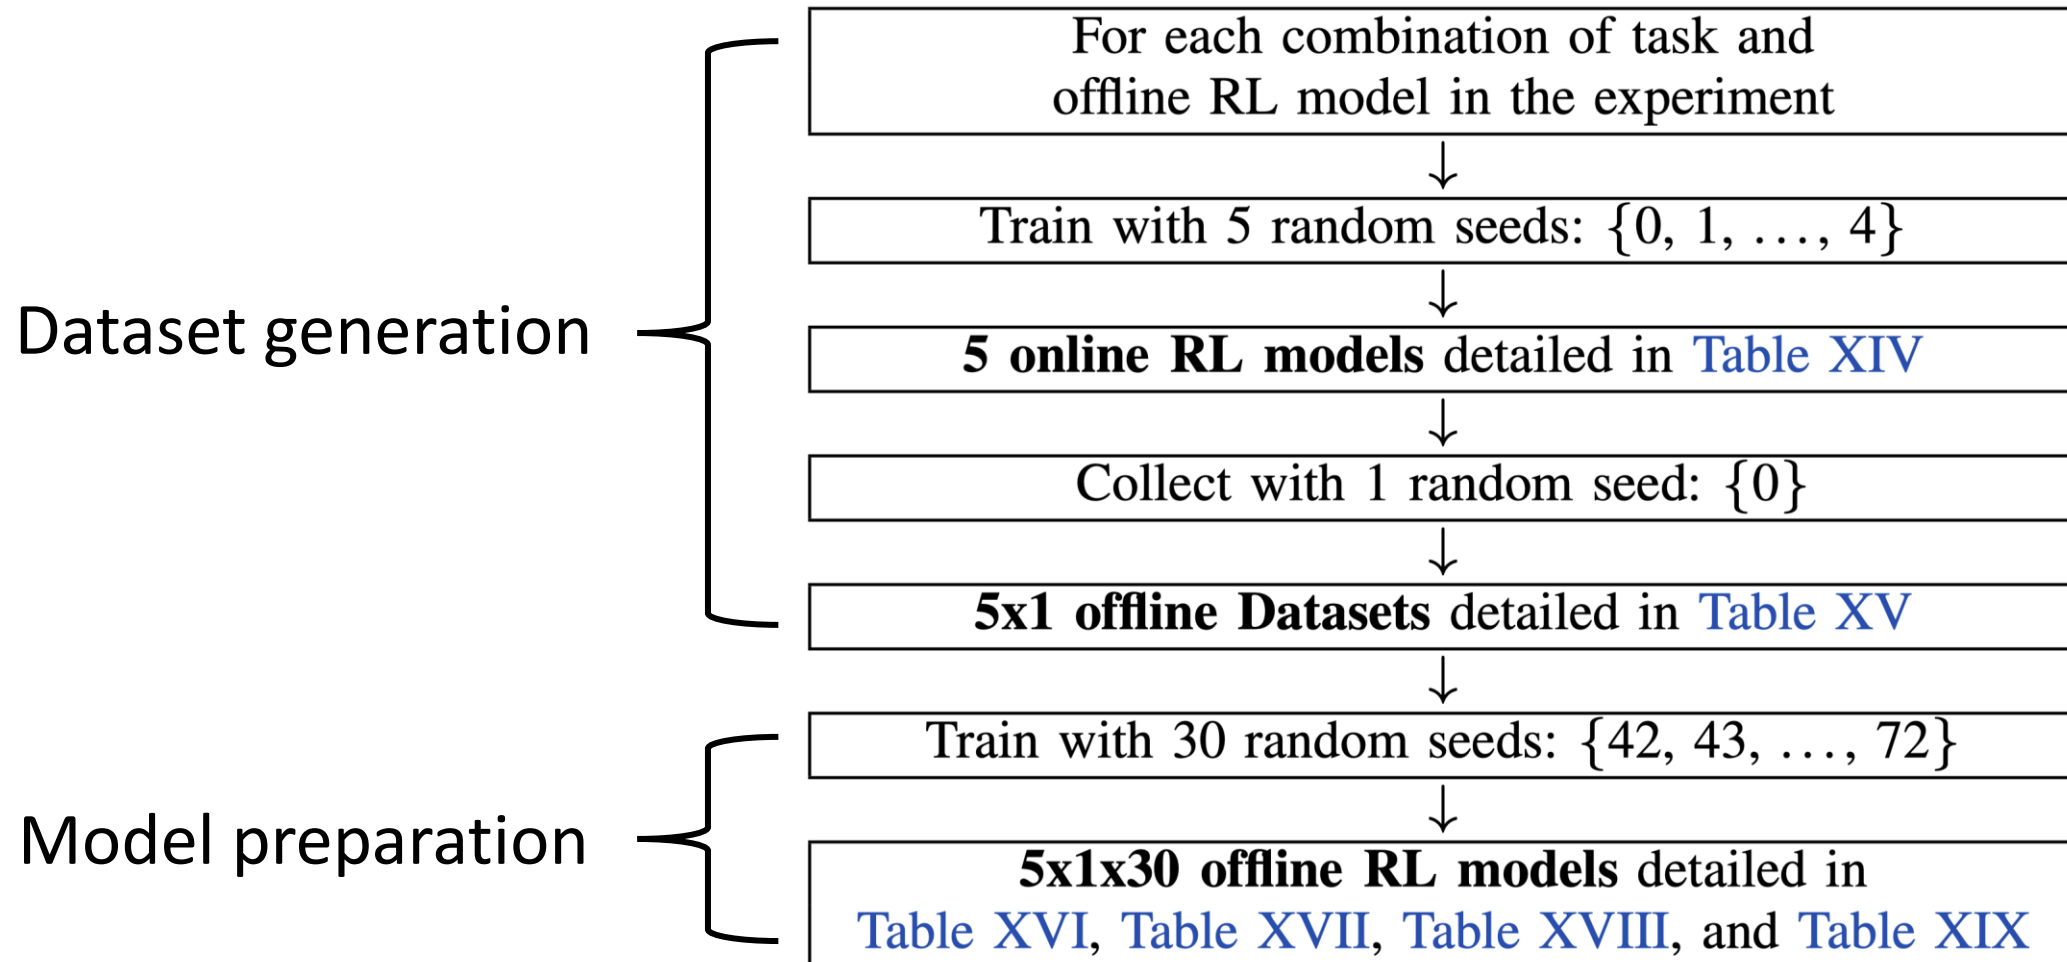 For each combination of task and
offline RL model in the experiment
Train with 5 random seeds: {0, 1, ..., 4}
Dataset generation
5 online RL models detailed in Table XIV
Collect with 1 random seed: {0}
5x1 offline Datasets detailed in Table XV
Train with 30 random seeds: {42, 43, ..., 72}
Model preparation
5x1x30 offline RL models detailed in
Table XVI, Table XVII, Table XVIII, and Table XIX